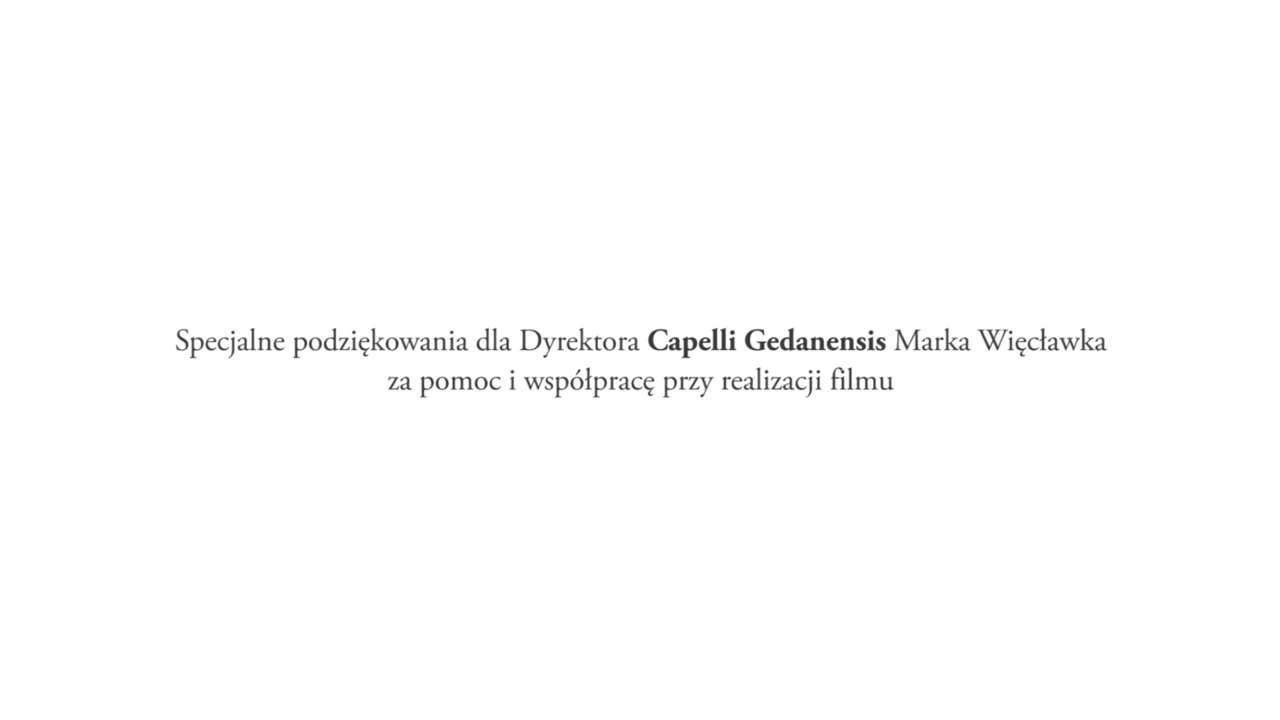 Specjalne podziękowania dla Dyrektora Capelli Gedanensis Marka Więcławka
za pomoc i współpracę przy realizacji filmu